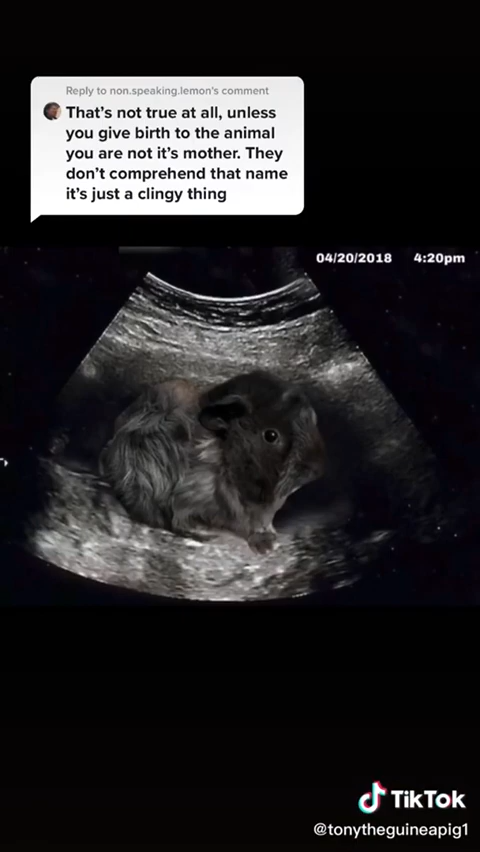 Reply to non.speaking.lemon's comment
That's not true at all, unless
you give birth to the animal
you are not it's mother. They
don't comprehend that name
it's just a clingy thing
04/20/2018 4:20pm
TikTok
@tonytheguineapig1